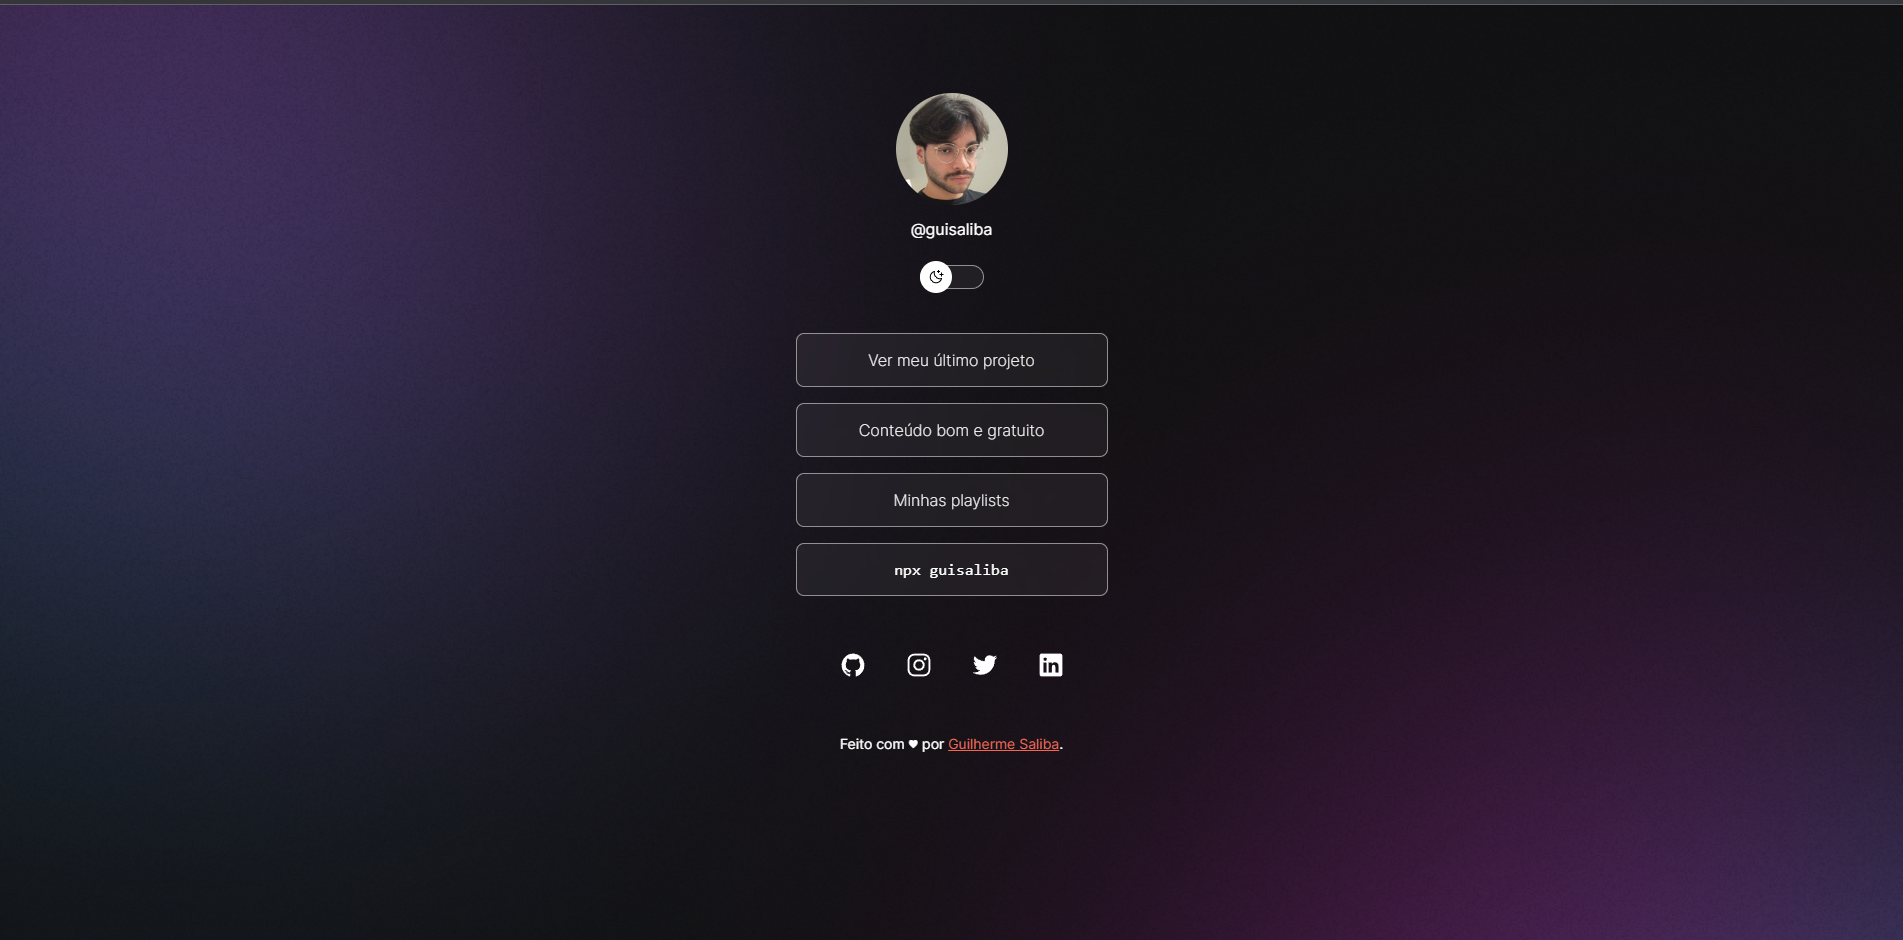 @guisaliba
Ver meu último projeto
Conteúdo bom e gratuito
Minhas playlists
npx guisaliba
Feito com ♥ por Guilherme Saliba.